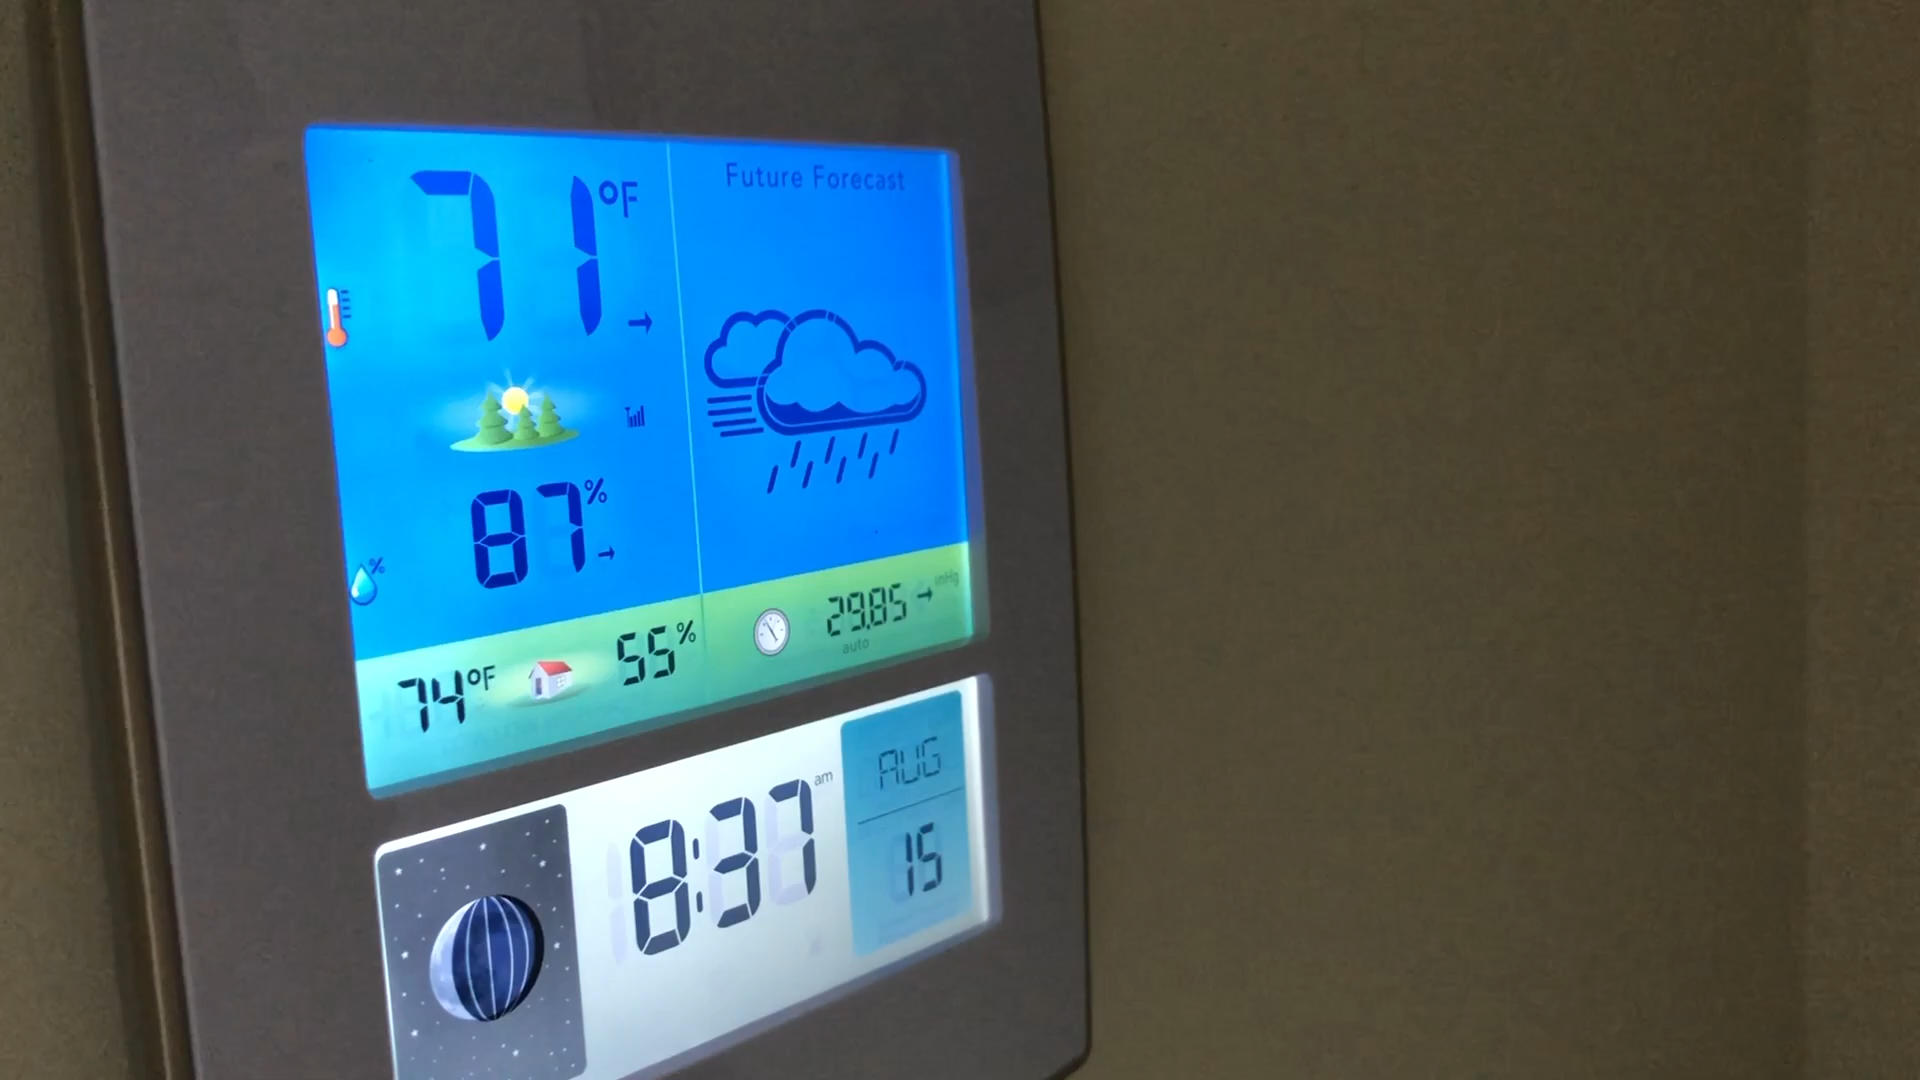 71°F
Future Forecast
87%
%
74°F
55%
29.85 inHg
auto
8:37 am
AUG
15